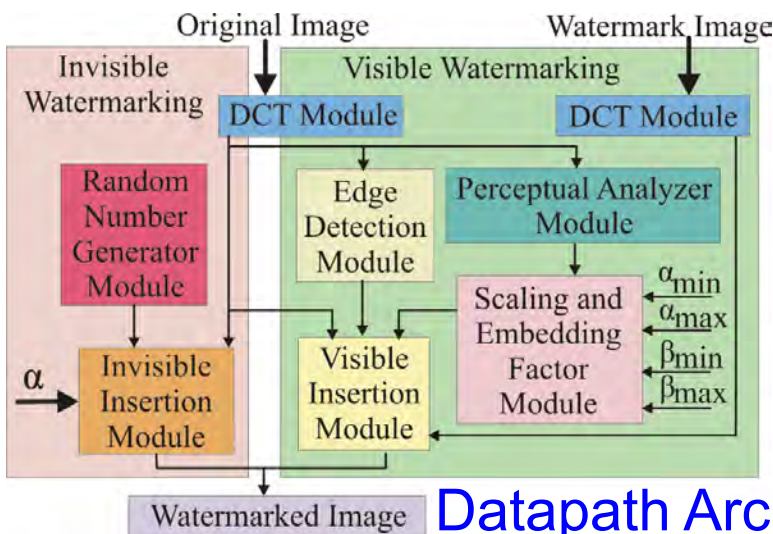 Original Image
Watermark Image
Invisible
Watermarking
Visible Watermarking
DCT Module
DCT Module
Random
Number
Generator
Module
Edge
Detection
Module
Perceptual Analyzer
Module
Scaling and
Embedding
Factor
Module
αmin
αmax
βmin
βmax
α
Invisible
Insertion
Module
Visible
Insertion
Module
Watermarked Image
Datapath Arc